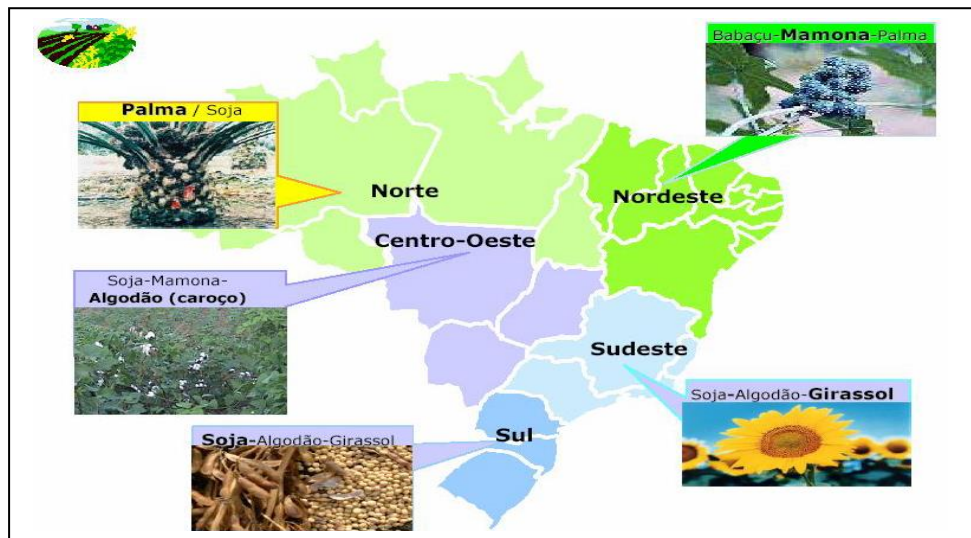 Babaçu-Mamona-Palma
Palma / Soja
Norte
Nordeste
Centro-Oeste
Soja-Mamona-
Algodão (caroço)
Sudeste
Soja-Algodão-Girassol
Soja-Algodão-Girassol
Sul